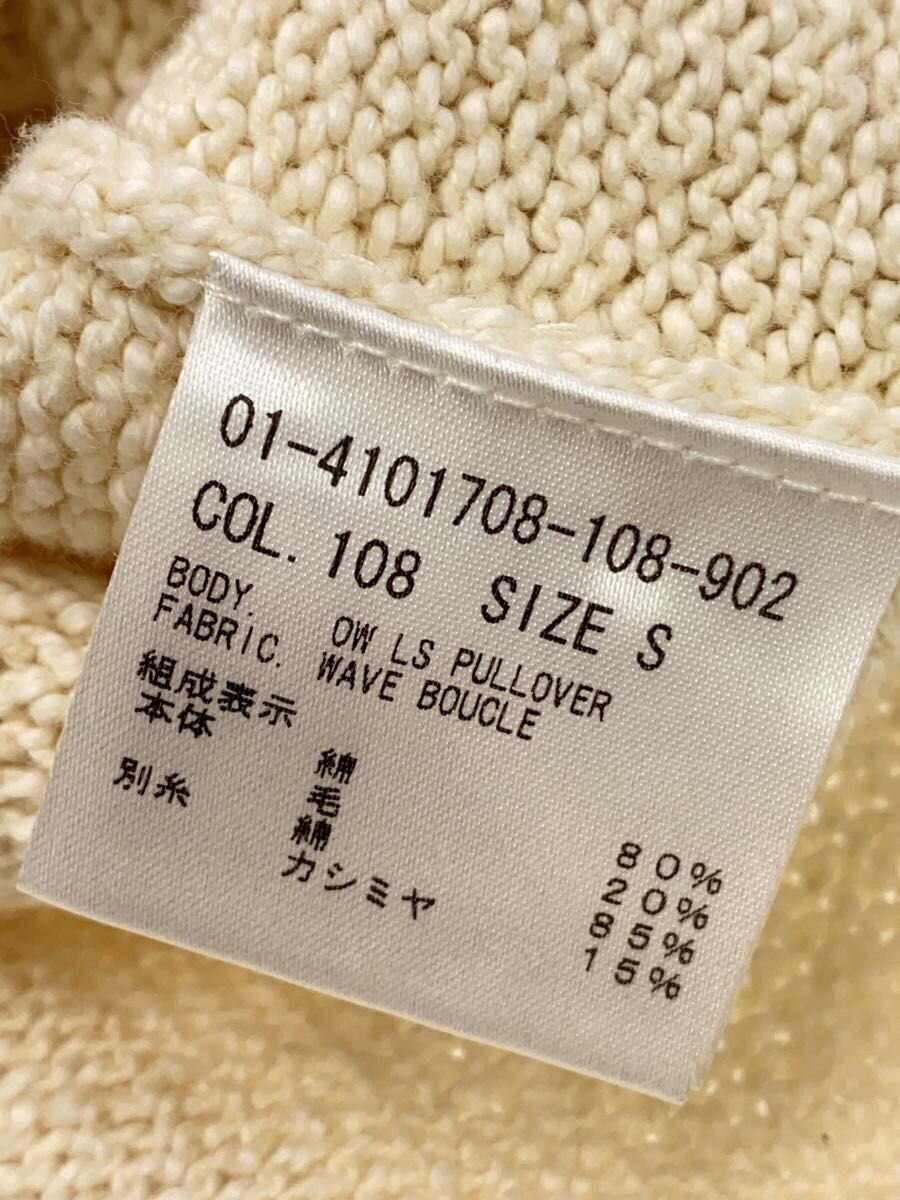 01-4101708-108-902
COL. 108 SIZE S
BODY. OW LS PULLOVER
FABRIC. WAVE BOUCLE
組成表示
本体 綿 80%
毛 20%
別糸 綿 85%
カシミヤ 15%